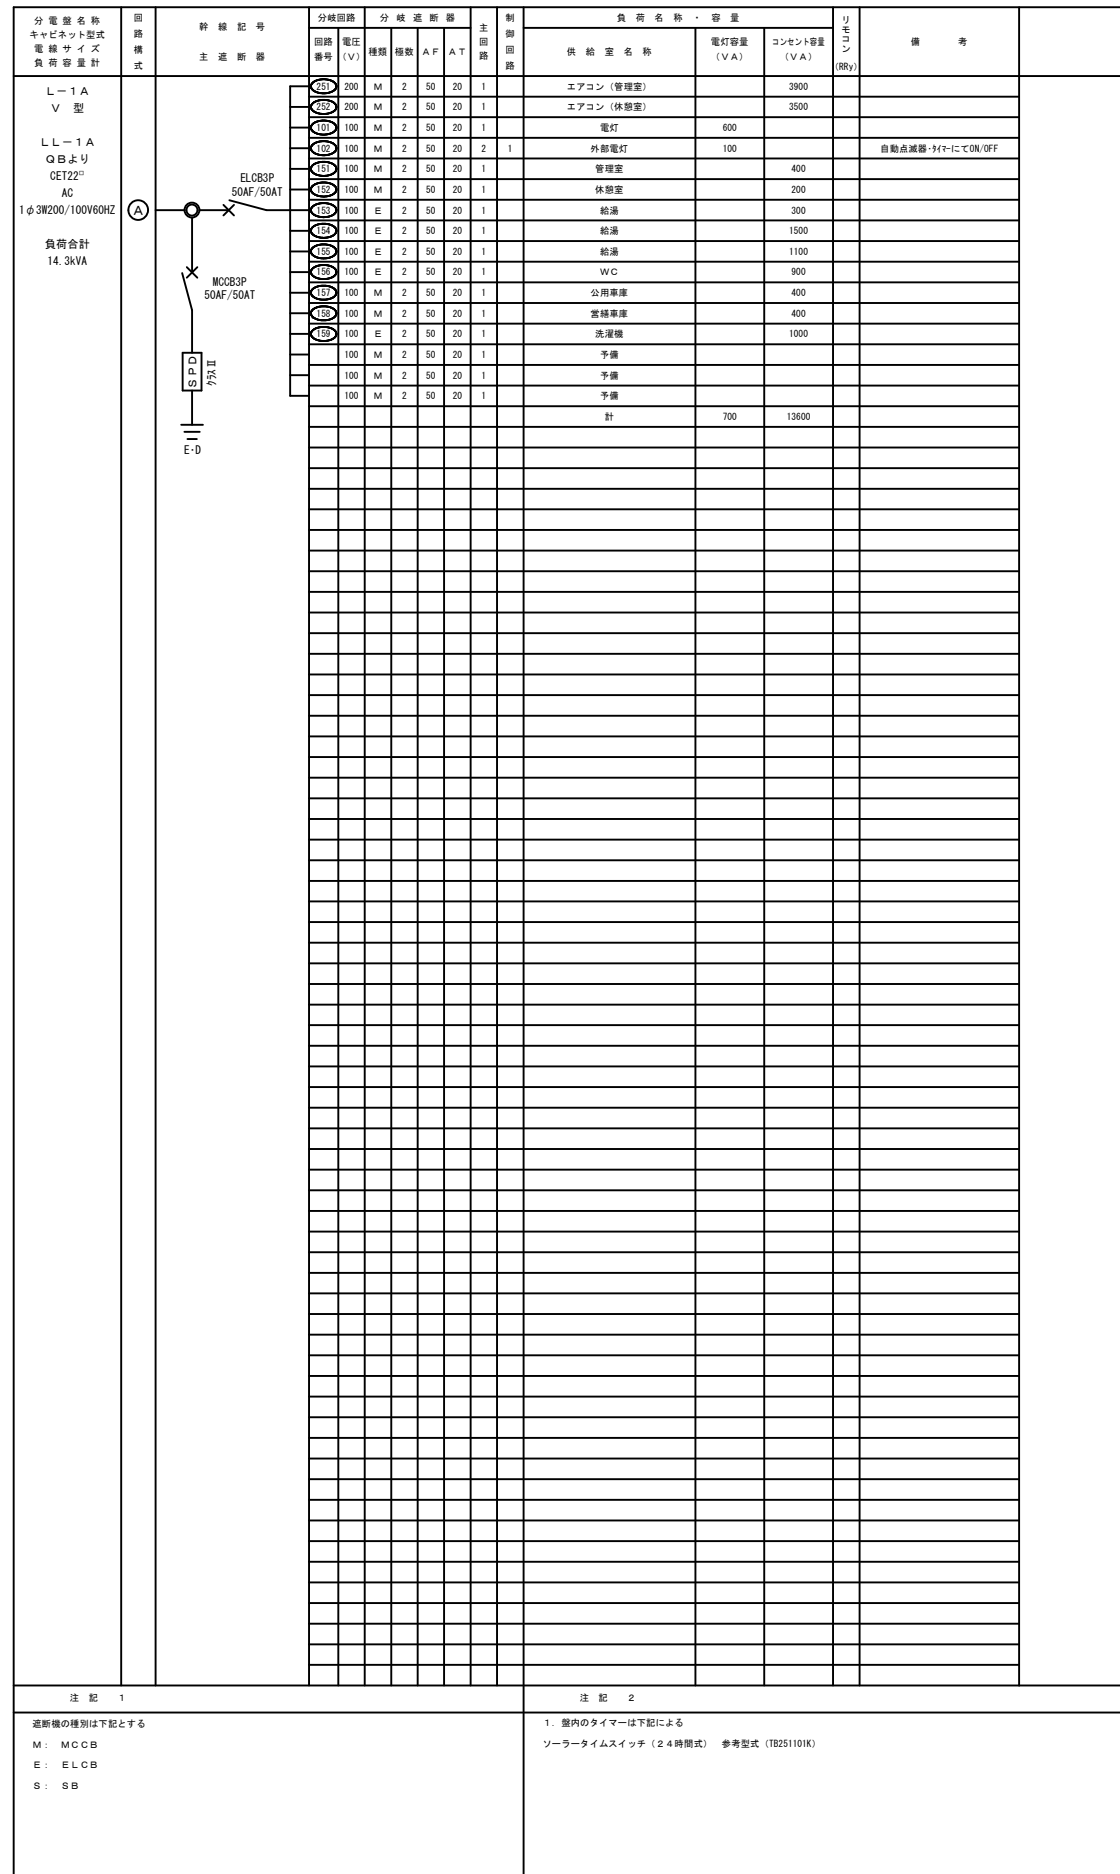 分電盤名称
キャビネット型式
電線サイズ
負荷容量計
回路構式
幹線記号
主遮断器
分岐回路
分岐遮断器
主回路
制御回路
負荷名称・容量
リモコン
(RRy)
備考
回路番号 電圧(V) 種類 極数 AF AT 供給室名称 電灯容量(VA) コンセント容量(VA)
L-1A
V 型
LL-1A
QBより
CET22□
AC
1φ3W200/100V60HZ
負荷合計
14.3kVA
A
ELCB3P
50AF/50AT
MCCB3P
50AF/50AT
SPD
クラスⅡ
E・D
251 200 M 2 50 20 1 エアコン(管理室) 3900
252 200 M 2 50 20 1 エアコン(休憩室) 3500
101 100 M 2 50 20 1 電灯 600
102 100 M 2 50 20 2 1 外部電灯 100 自動点滅器・タイマーにてON/OFF
151 100 M 2 50 20 1 管理室 400
152 100 M 2 50 20 1 休憩室 200
153 100 E 2 50 20 1 給湯 300
154 100 E 2 50 20 1 給湯 1500
155 100 E 2 50 20 1 給湯 1100
156 100 E 2 50 20 1 WC 900
157 100 M 2 50 20 1 公用車庫 400
158 100 M 2 50 20 1 営繕車庫 400
159 100 E 2 50 20 1 洗濯機 1000
100 M 2 50 20 1 予備
100 M 2 50 20 1 予備
100 M 2 50 20 1 予備
計 700 13600
注記 1
遮断機の種別は下記とする
M: MCCB
E: ELCB
S: SB
注記 2
1. 盤内のタイマーは下記による
ソーラータイムスイッチ(24時間式) 参考型式(TB251101K)